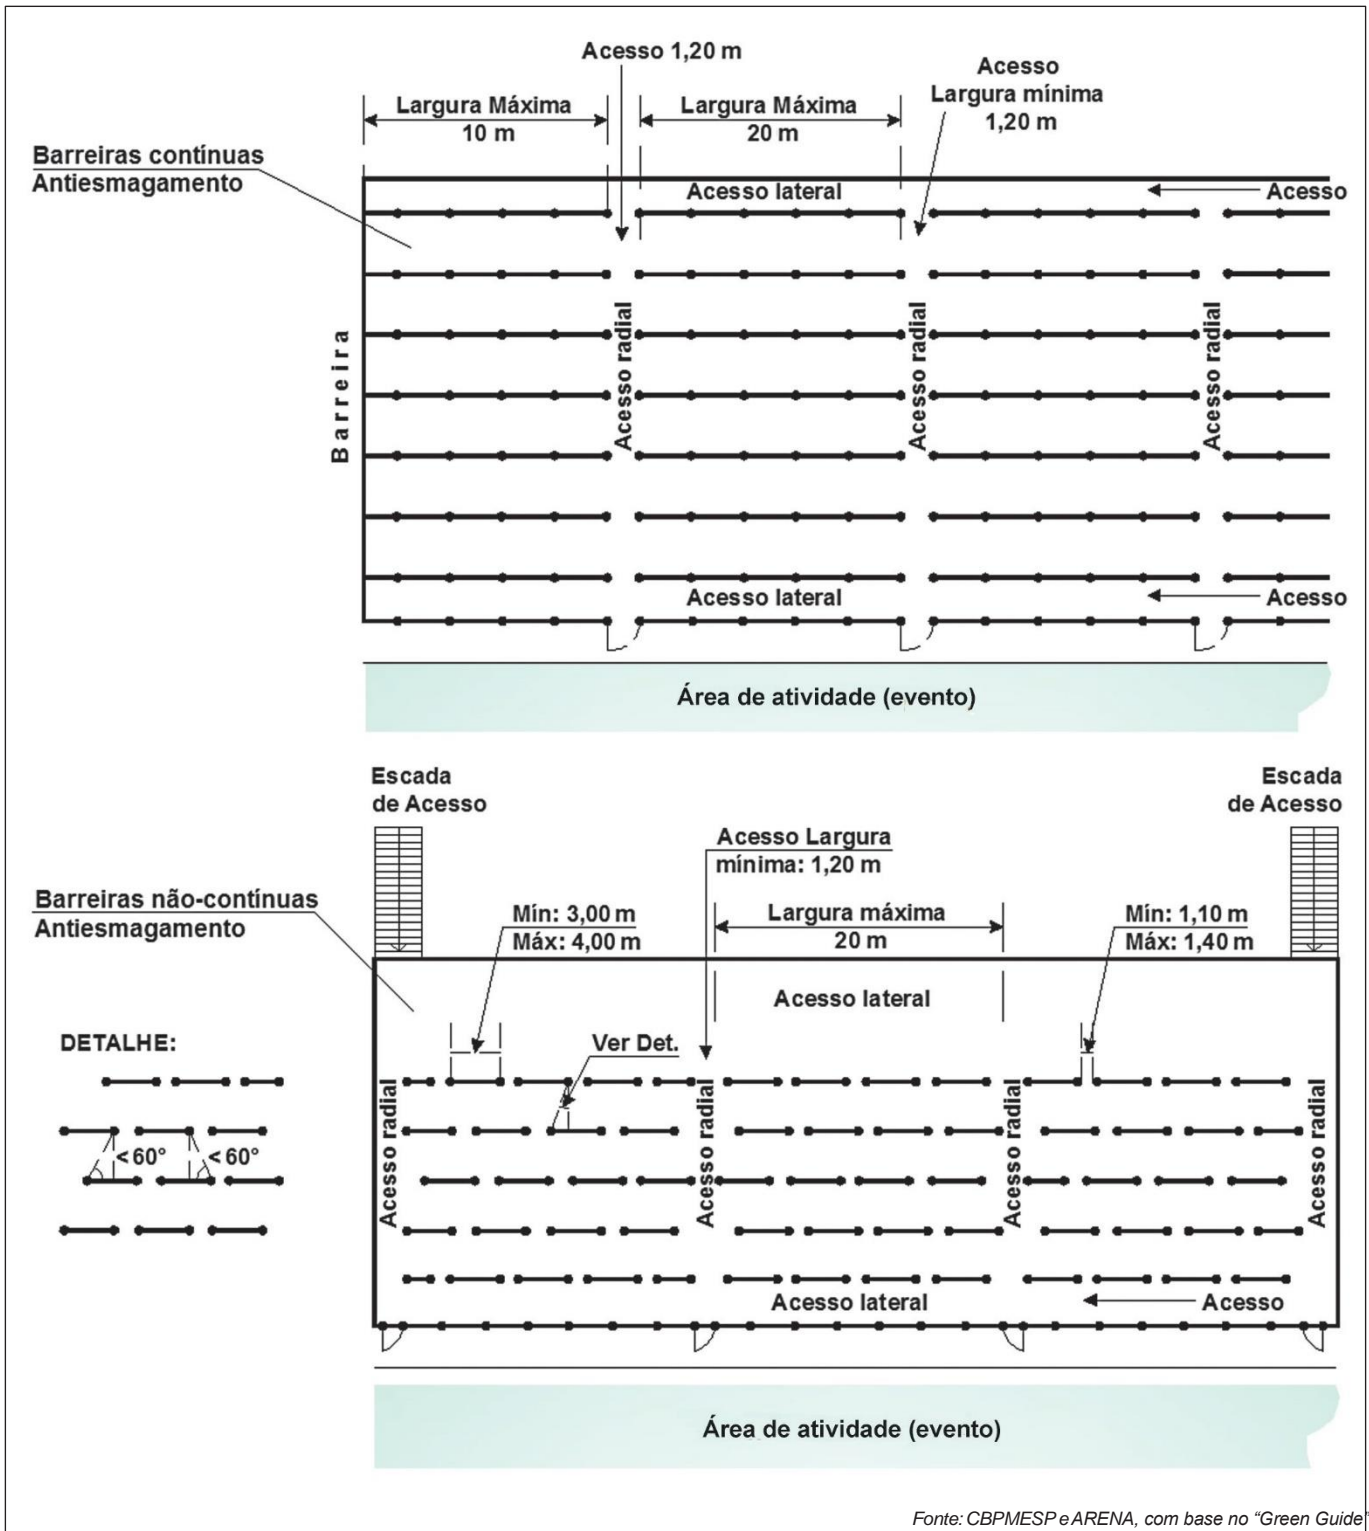 Acesso 1,20 m
Acesso
Largura mínima
1,20 m
Largura Máxima
10 m
Largura Máxima
20 m
Barreiras contínuas
Antiesmagamento
Acesso lateral
Acesso
Barreira
Acesso radial
Acesso radial
Acesso radial
Acesso lateral
Acesso
Área de atividade (evento)
Escada
de Acesso
Escada
de Acesso
Acesso Largura
mínima: 1,20 m
Barreiras não-contínuas
Antiesmagamento
Mín: 3,00 m
Máx: 4,00 m
Largura máxima
20 m
Mín: 1,10 m
Máx: 1,40 m
Acesso lateral
DETALHE:
Ver Det.
< 60°
< 60°
Acesso radial
Acesso radial
Acesso radial
Acesso radial
Acesso lateral
Acesso
Área de atividade (evento)
Fonte: CBPMESP e ARENA, com base no “Green Guide”